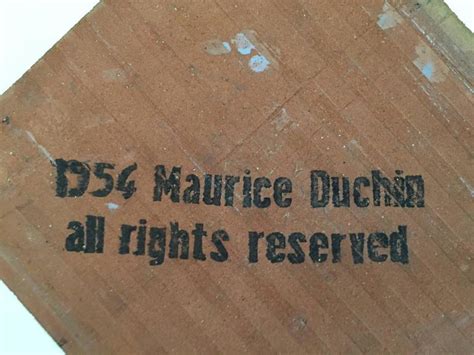 1954 Maurice Duchin
all rights reserved